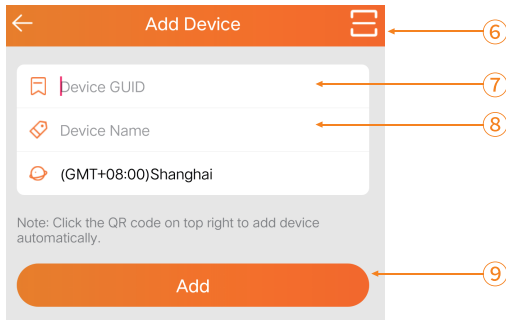 Add Device
⑥
Device GUID
⑦
Device Name
⑧
(GMT+08:00)Shanghai
Note: Click the QR code on top right to add device
automatically.
Add
⑨